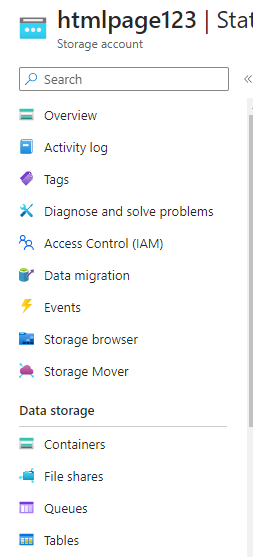 htmlpage123 | Stat
Storage account
Search
Overview
Activity log
Tags
Diagnose and solve problems
Access Control (IAM)
Data migration
Events
Storage browser
Storage Mover
Data storage
Containers
File shares
Queues
Tables